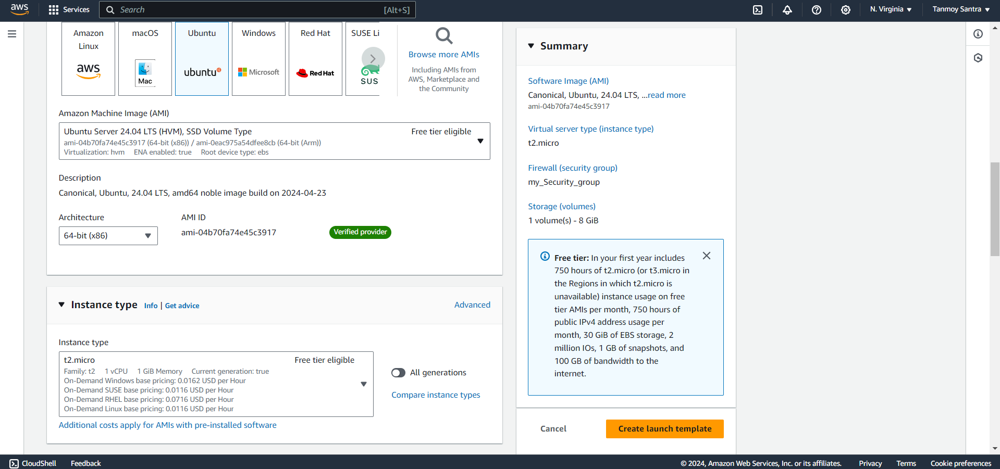 aws
Services
Search
[Alt+S]
N. Virginia
Tanmoy Santra
Amazon
Linux
aws
macOS
Mac
Ubuntu
ubuntu
Windows
Microsoft
Red Hat
Red Hat
SUSE Li
SUS
Browse more AMIs
Including AMIs from
AWS, Marketplace and
the Community
Amazon Machine Image (AMI)
Ubuntu Server 24.04 LTS (HVM), SSD Volume Type
Free tier eligible
ami-04b70fa74e45c3917 (64-bit (x86)) / ami-0eac975a54dfee8cb (64-bit (Arm))
Virtualization: hvm ENA enabled: true Root device type: ebs
Description
Canonical, Ubuntu, 24.04 LTS, amd64 noble image build on 2024-04-23
Architecture
64-bit (x86)
AMI ID
ami-04b70fa74e45c3917
Verified provider
Instance type
Info | Get advice
Advanced
Instance type
t2.micro
Free tier eligible
Family: t2 1 vCPU 1 GiB Memory Current generation: true
On-Demand Windows base pricing: 0.0162 USD per Hour
On-Demand SUSE base pricing: 0.0116 USD per Hour
On-Demand RHEL base pricing: 0.0716 USD per Hour
On-Demand Linux base pricing: 0.0116 USD per Hour
All generations
Compare instance types
Additional costs apply for AMIs with pre-installed software
Summary
Software Image (AMI)
Canonical, Ubuntu, 24.04 LTS, ...read more
ami-04b70fa74e45c3917
Virtual server type (instance type)
t2.micro
Firewall (security group)
my_Security_group
Storage (volumes)
1 volume(s) - 8 GiB
Free tier: In your first year includes
750 hours of t2.micro (or t3.micro in
the Regions in which t2.micro is
unavailable) instance usage on free
tier AMIs per month, 750 hours of
public IPv4 address usage per
month, 30 GiB of EBS storage, 2
million IOs, 1 GB of snapshots, and
100 GB of bandwidth to the
internet.
Cancel
Create launch template
CloudShell
Feedback
© 2024, Amazon Web Services, Inc. or its affiliates.
Privacy
Terms
Cookie preferences